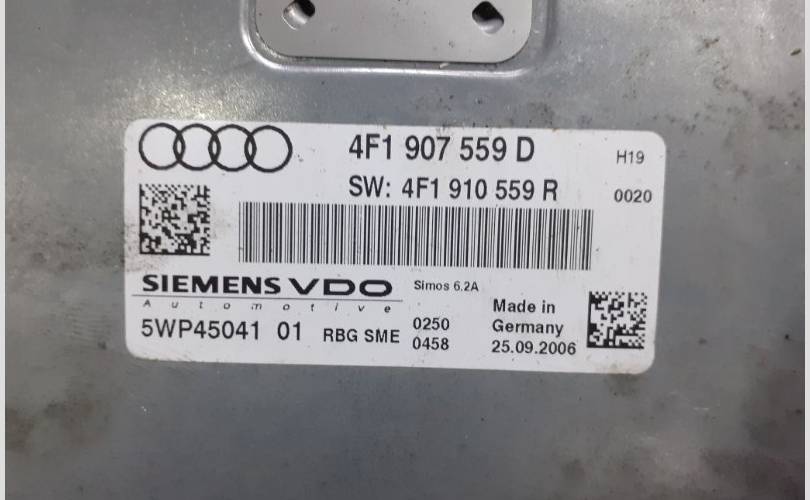 4F1 907 559 D
H19
SW: 4F1 910 559 R
0020
SIEMENS VDO
Automotive
Simos 6.2A
5WP45041 01
RBG SME
0250
0458
Made in
Germany
25.09.2006